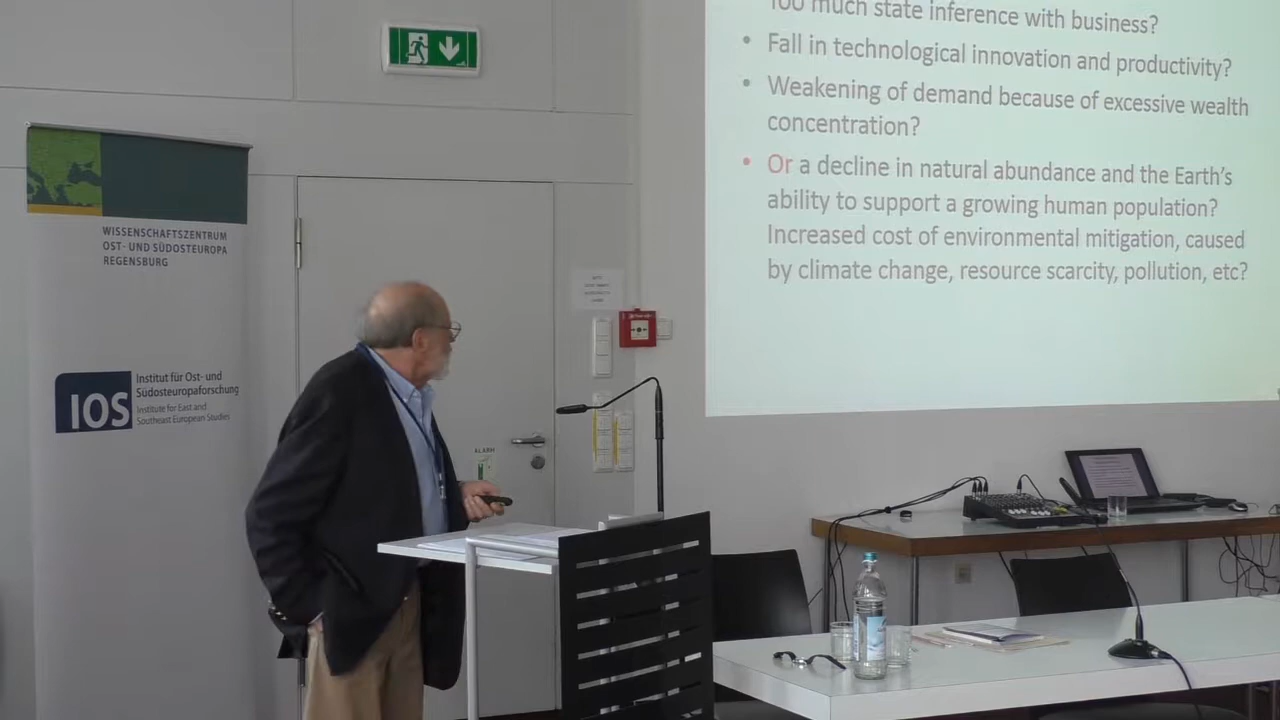 Too much state inference with business?
• Fall in technological innovation and productivity?
• Weakening of demand because of excessive wealth
concentration?
• Or a decline in natural abundance and the Earth's
ability to support a growing human population?
Increased cost of environmental mitigation, caused
by climate change, resource scarcity, pollution, etc?
WISSENSCHAFTSZENTRUM
OST- UND SÜDOSTEUROPA
REGENSBURG
IOS
Institut für Ost- und
Südosteuropaforschung
Institute for East and
Southeast European Studies
ALARM